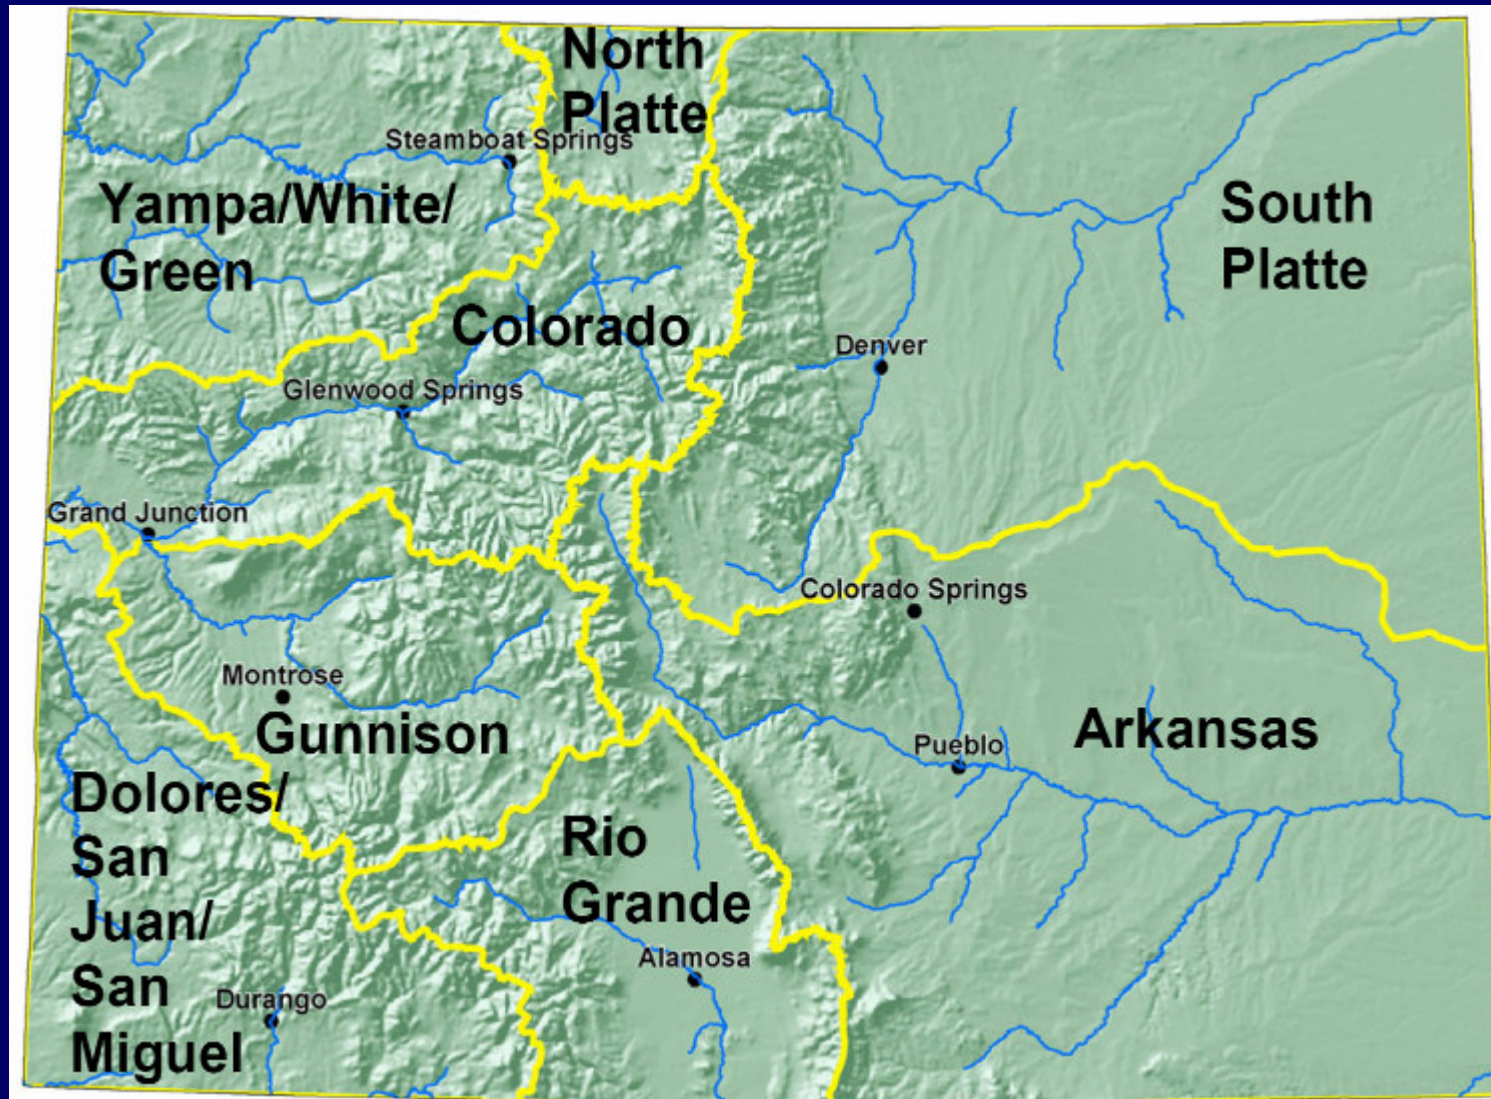 North
Platte
Steamboat Springs
Yampa/White/
Green
South
Platte
Colorado
Denver
Glenwood Springs
Grand Junction
Colorado Springs
Montrose
Gunnison
Arkansas
Pueblo
Dolores/
San
Juan/
San
Miguel
Rio
Grande
Alamosa
Durango